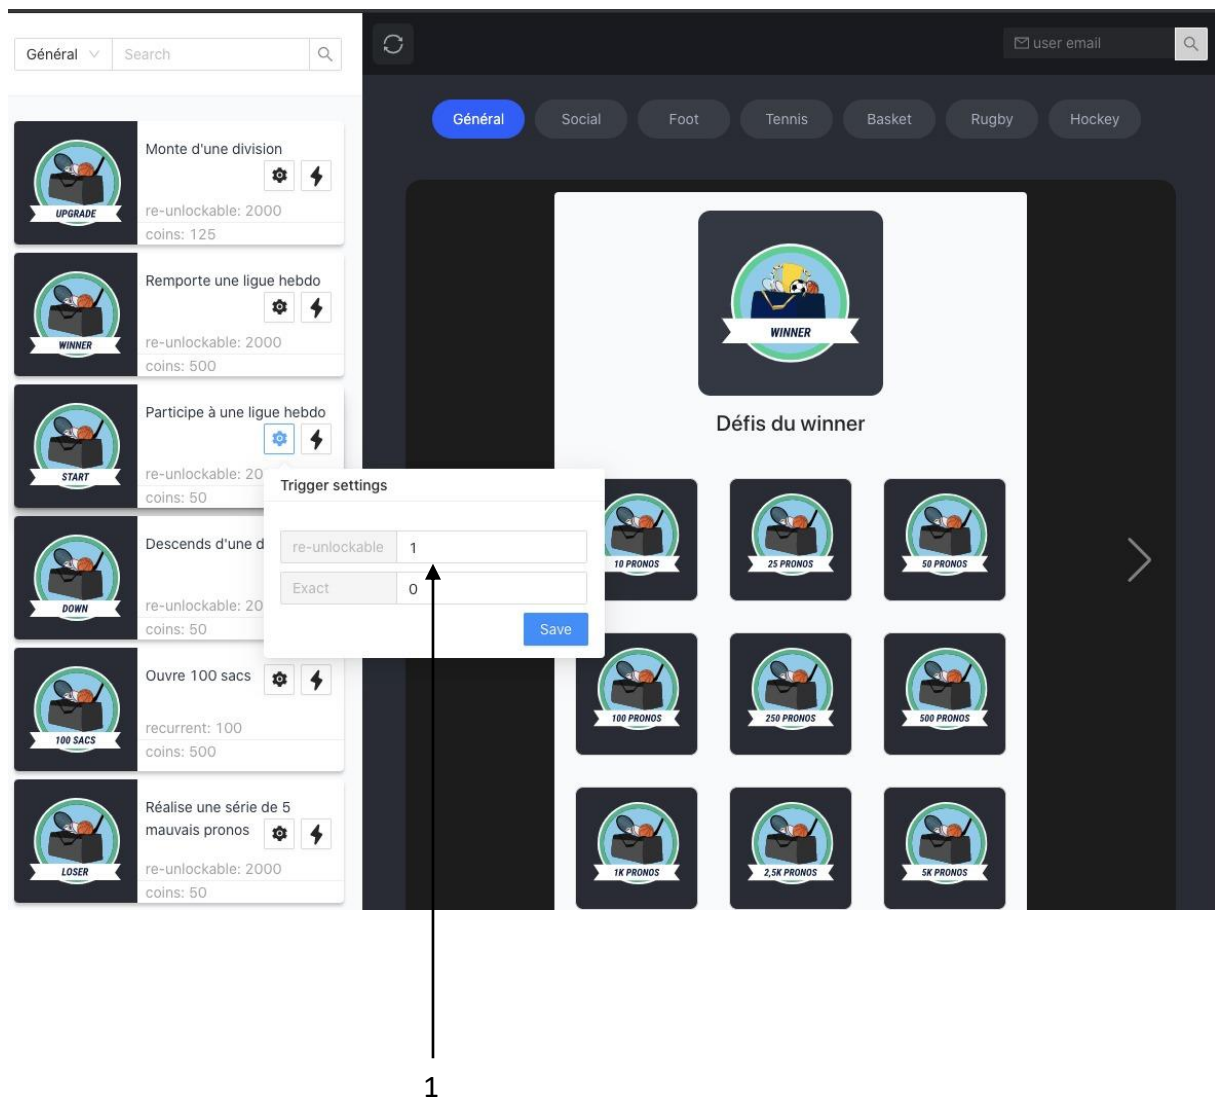 Général
Search
user email
Général
Social
Foot
Tennis
Basket
Rugby
Hockey
UPGRADE
Monte d'une division
re-unlockable: 2000
coins: 125
WINNER
Remporte une ligue hebdo
re-unlockable: 2000
coins: 500
START
Participe à une ligue hebdo
re-unlockable: 20
coins: 50
DOWN
Descends d'une d
re-unlockable: 20
coins: 50
100 SACS
Ouvre 100 sacs
recurrent: 100
coins: 500
LOSER
Réalise une série de 5
mauvais pronos
re-unlockable: 2000
coins: 50
Trigger settings
re-unlockable 1
Exact 0
Save
WINNER
Défis du winner
10 PRONOS
25 PRONOS
50 PRONOS
100 PRONOS
250 PRONOS
500 PRONOS
1K PRONOS
2,5K PRONOS
5K PRONOS
1